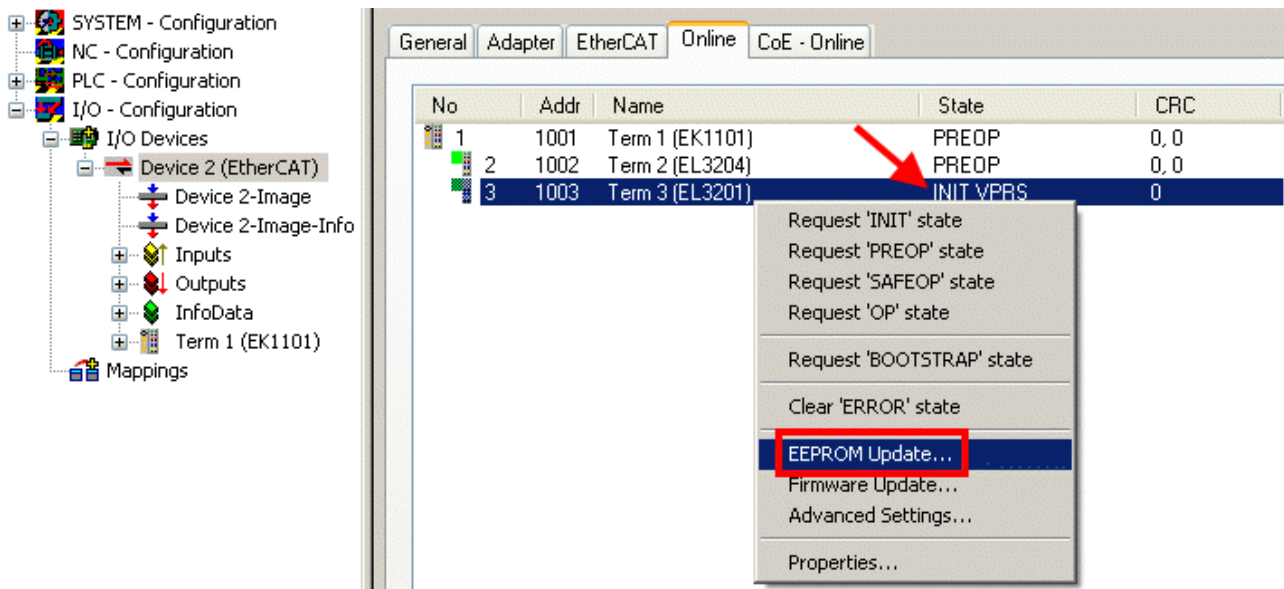 SYSTEM - Configuration
NC - Configuration
PLC - Configuration
I/O - Configuration
I/O Devices
Device 2 (EtherCAT)
Device 2-Image
Device 2-Image-Info
Inputs
Outputs
InfoData
Term 1 (EK1101)
Mappings
General Adapter EtherCAT Online CoE - Online
No Addr Name State CRC
1 1001 Term 1 (EK1101) PREOP 0, 0
2 1002 Term 2 (EL3204) PREOP 0, 0
3 1003 Term 3 (EL3201) INIT VPRS 0
Request 'INIT' state
Request 'PREOP' state
Request 'SAFEOP' state
Request 'OP' state
Request 'BOOTSTRAP' state
Clear 'ERROR' state
EEPROM Update...
Firmware Update...
Advanced Settings...
Properties...